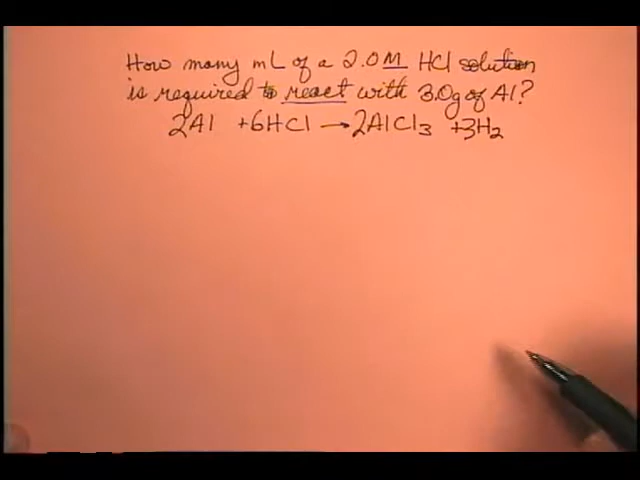 How many mL of a 2.0 M HCl solution
is required to react with 3.0g of Al?
2Al +6HCl → 2AlCl₃ +3H₂